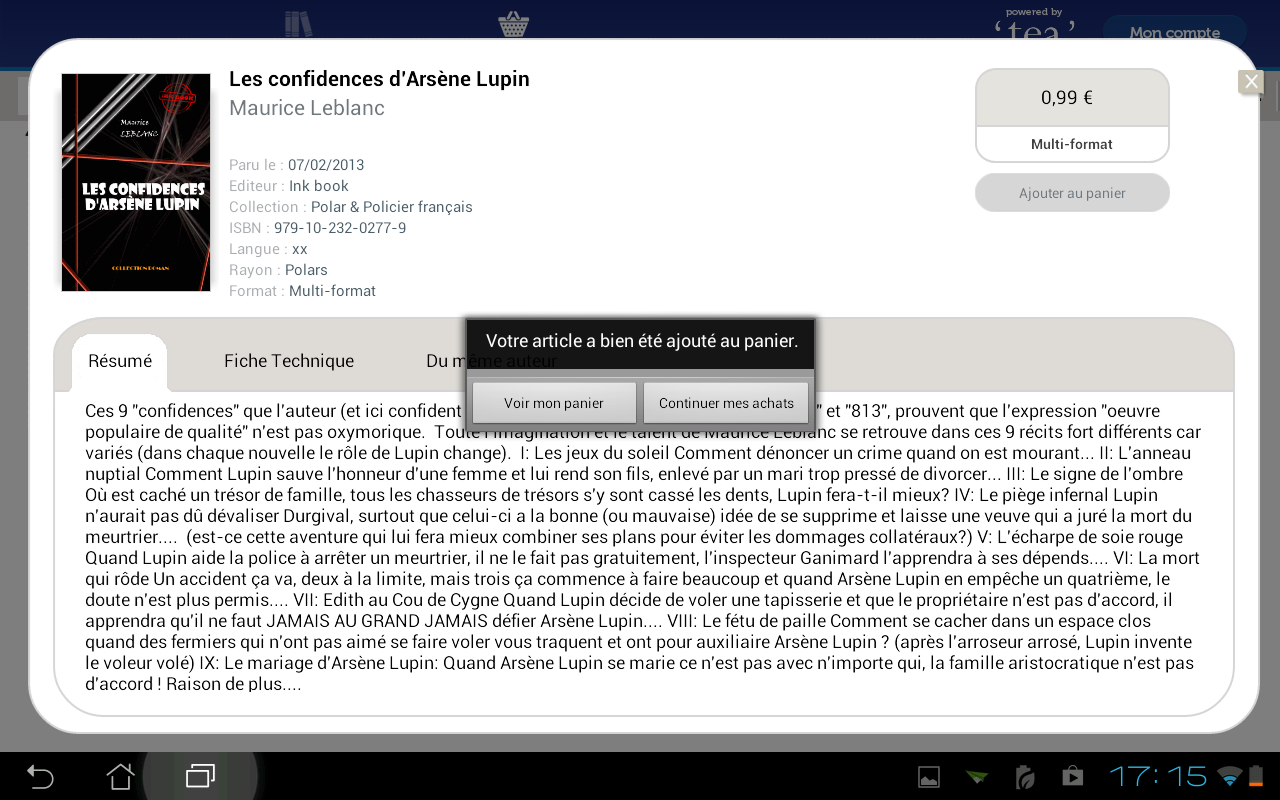 powered by
‘tea’
Mon compte
Les confidences d'Arsène Lupin
Maurice Leblanc
Maurice
LEBLANC
LES CONFIDENCES
D'ARSÈNE LUPIN
COLLECTION ROMAN
Paru le : 07/02/2013
Editeur : Ink book
Collection : Polar & Policier français
ISBN : 979-10-232-0277-9
Langue : xx
Rayon : Polars
Format : Multi-format
0,99 €
Multi-format
Ajouter au panier
X
Votre article a bien été ajouté au panier.
Voir mon panier
Continuer mes achats
Résumé
Fiche Technique
Du même auteur
Ces 9 "confidences" que l'auteur (et ici confident " et "813", prouvent que l'expression "oeuvre
populaire de qualité" n'est pas oxymorique. Toute l'imagination et le talent de Maurice Leblanc se retrouve dans ces 9 récits fort différents car
variés (dans chaque nouvelle le rôle de Lupin change). I: Les jeux du soleil Comment dénoncer un crime quand on est mourant... II: L'anneau
nuptial Comment Lupin sauve l'honneur d'une femme et lui rend son fils, enlevé par un mari trop pressé de divorcer... III: Le signe de l'ombre
Où est caché un trésor de famille, tous les chasseurs de trésors s'y sont cassé les dents, Lupin fera-t-il mieux? IV: Le piège infernal Lupin
n'aurait pas dû dévaliser Durgival, surtout que celui-ci a la bonne (ou mauvaise) idée de se supprime et laisse une veuve qui a juré la mort du
meurtrier.... (est-ce cette aventure qui lui fera mieux combiner ses plans pour éviter les dommages collatéraux?) V: L'écharpe de soie rouge
Quand Lupin aide la police à arrêter un meurtrier, il ne le fait pas gratuitement, l'inspecteur Ganimard l'apprendra à ses dépends.... VI: La mort
qui rôde Un accident ça va, deux à la limite, mais trois ça commence à faire beaucoup et quand Arsène Lupin en empêche un quatrième, le
doute n'est plus permis.... VII: Edith au Cou de Cygne Quand Lupin décide de voler une tapisserie et que le propriétaire n'est pas d'accord, il
apprendra qu'il ne faut JAMAIS AU GRAND JAMAIS défier Arsène Lupin.... VIII: Le fétu de paille Comment se cacher dans un espace clos
quand des fermiers qui n'ont pas aimé se faire voler vous traquent et ont pour auxiliaire Arsène Lupin ? (après l'arroseur arrosé, Lupin invente
le voleur volé) IX: Le mariage d'Arsène Lupin: Quand Arsène Lupin se marie ce n'est pas avec n'importe qui, la famille aristocratique n'est pas
d'accord ! Raison de plus....
17:15